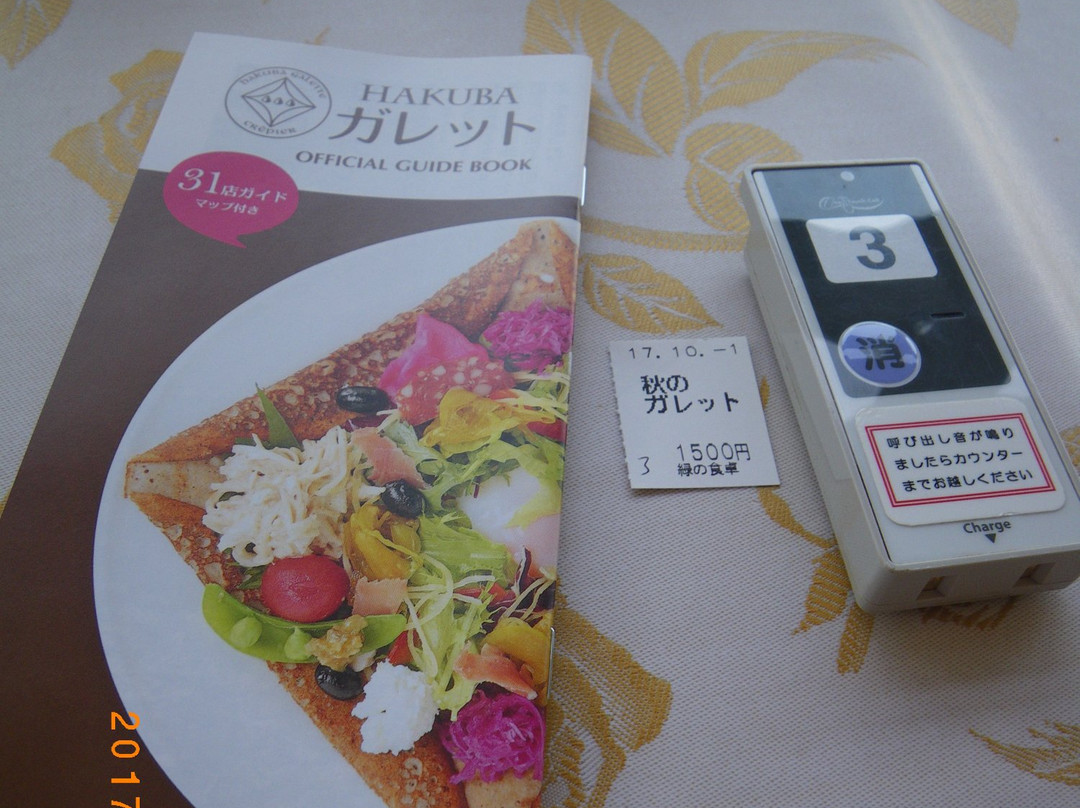 HAKUBA GALETTE
CRÊPIER
HAKUBA
ガレット
OFFICIAL GUIDE BOOK
31店ガイド
マップ付き
17.10.-1
秋の
ガレット
1500円
3 緑の食卓
3
消
呼び出し音が鳴り
ましたらカウンター
までお越しください
Charge
2017